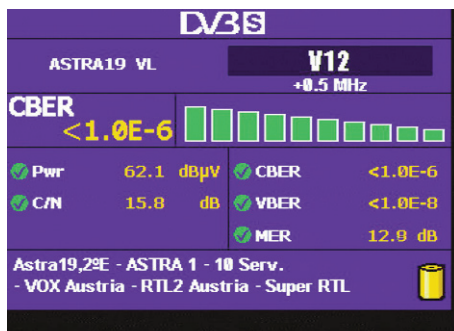 DVB S
ASTRA19 VL
V12
+0.5 MHz
CBER
<1.0E-6
Pwr 62.1 dBµV
CBER <1.0E-6
C/N 15.8 dB
VBER <1.0E-8
MER 12.9 dB
Astra19,2ºE - ASTRA 1 - 10 Serv.
- VOX Austria - RTL2 Austria - Super RTL